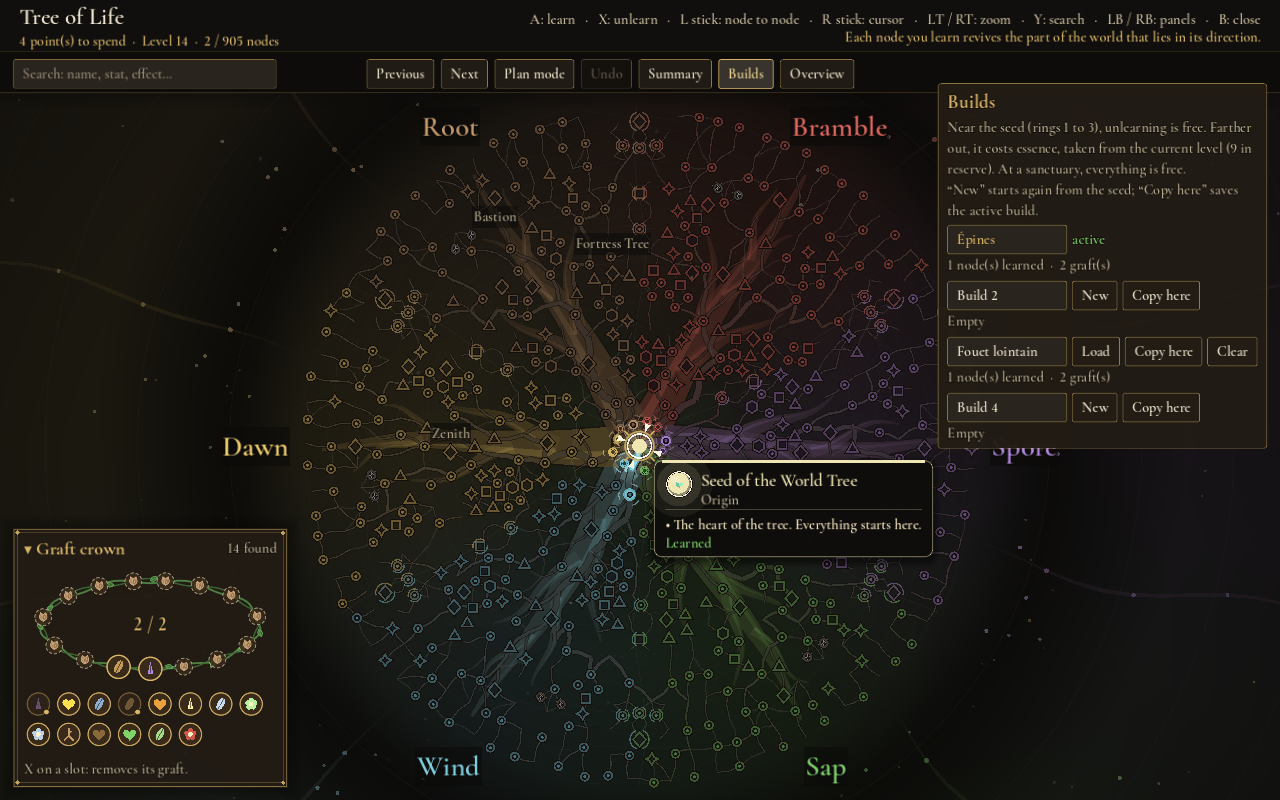 Tree of Life
4 point(s) to spend · Level 14 · 2 / 905 nodes
A: learn · X: unlearn · L stick: node to node · R stick: cursor · LT / RT: zoom · Y: search · LB / RB: panels · B: close
Each node you learn revives the part of the world that lies in its direction.
Search: name, stat, effect...
Previous
Next
Plan mode
Undo
Summary
Builds
Overview
Root
Bramble
Bastion
Fortress Tree
Zenith
Dawn
Spore
Wind
Sap
Builds
Near the seed (rings 1 to 3), unlearning is free. Farther
out, it costs essence, taken from the current level (9 in
reserve). At a sanctuary, everything is free.
“New” starts again from the seed; “Copy here” saves
the active build.
Épines active
1 node(s) learned · 2 graft(s)
Build 2 New Copy here
Empty
Fouet lointain Load Copy here Clear
1 node(s) learned · 2 graft(s)
Build 4 New Copy here
Empty
Seed of the World Tree
Origin
• The heart of the tree. Everything starts here.
Learned
▾ Graft crown 14 found
2 / 2
X on a slot: removes its graft.